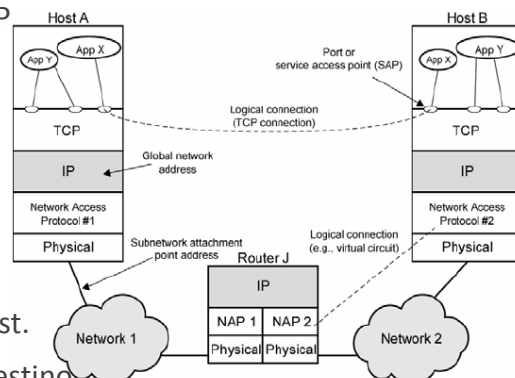 P
Host A
Host B
App X
App Y
Port or
service access point (SAP)
App X
App Y
Logical connection
(TCP connection)
TCP
TCP
Global network
address
IP
IP
Network Access
Protocol #1
Network Access
Protocol #2
Logical connection
(e.g., virtual circuit)
Subnetwork attachment
point address
Physical
Physical
Router J
IP
NAP 1
NAP 2
st.
Network 1
Physical
Physical
Network 2
esting